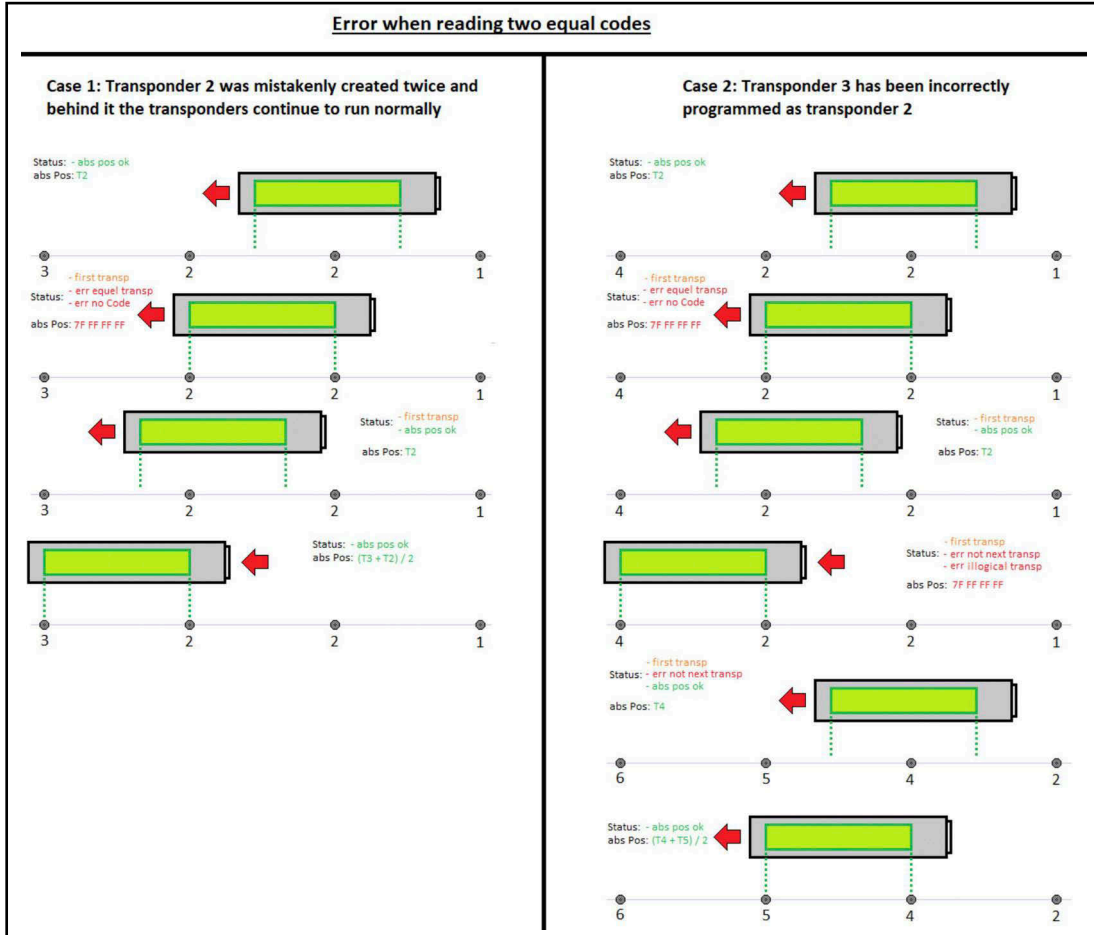 Error when reading two equal codes
Case 1: Transponder 2 was mistakenly created twice and
behind it the transponders continue to run normally
Status: - abs pos ok
abs Pos: T2
3 2 2 1
- first transp
Status: - err equel transp
- err no Code
abs Pos: 7F FF FF FF
3 2 2 1
- first transp
Status: - abs pos ok
abs Pos: T2
3 2 2 1
Status: - abs pos ok
abs Pos: (T3 + T2) / 2
3 2 2 1
Case 2: Transponder 3 has been incorrectly
programmed as transponder 2
Status: - abs pos ok
abs Pos: T2
4 2 2 1
- first transp
Status: - err equel transp
- err no Code
abs Pos: 7F FF FF FF
4 2 2 1
- first transp
Status: - abs pos ok
abs Pos: T2
4 2 2 1
- first transp
Status: - err not next transp
- err illogical transp
abs Pos: 7F FF FF FF
4 2 2 1
- first transp
Status: - err not next transp
- abs pos ok
abs Pos: T4
6 5 4 2
Status: - abs pos ok
abs Pos: (T4 + T5) / 2
6 5 4 2